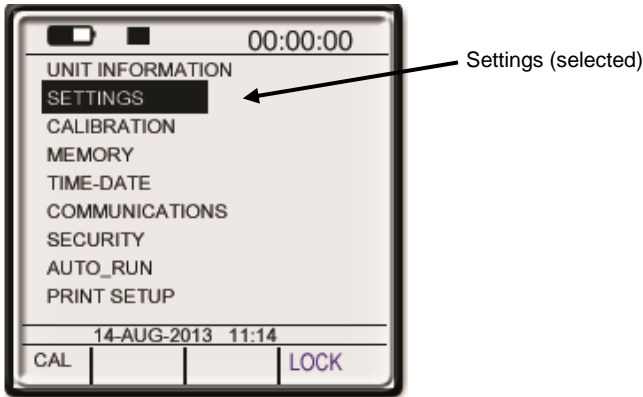 00:00:00
UNIT INFORMATION
SETTINGS
Settings (selected)
CALIBRATION
MEMORY
TIME-DATE
COMMUNICATIONS
SECURITY
AUTO_RUN
PRINT SETUP
14-AUG-2013 11:14
CAL LOCK